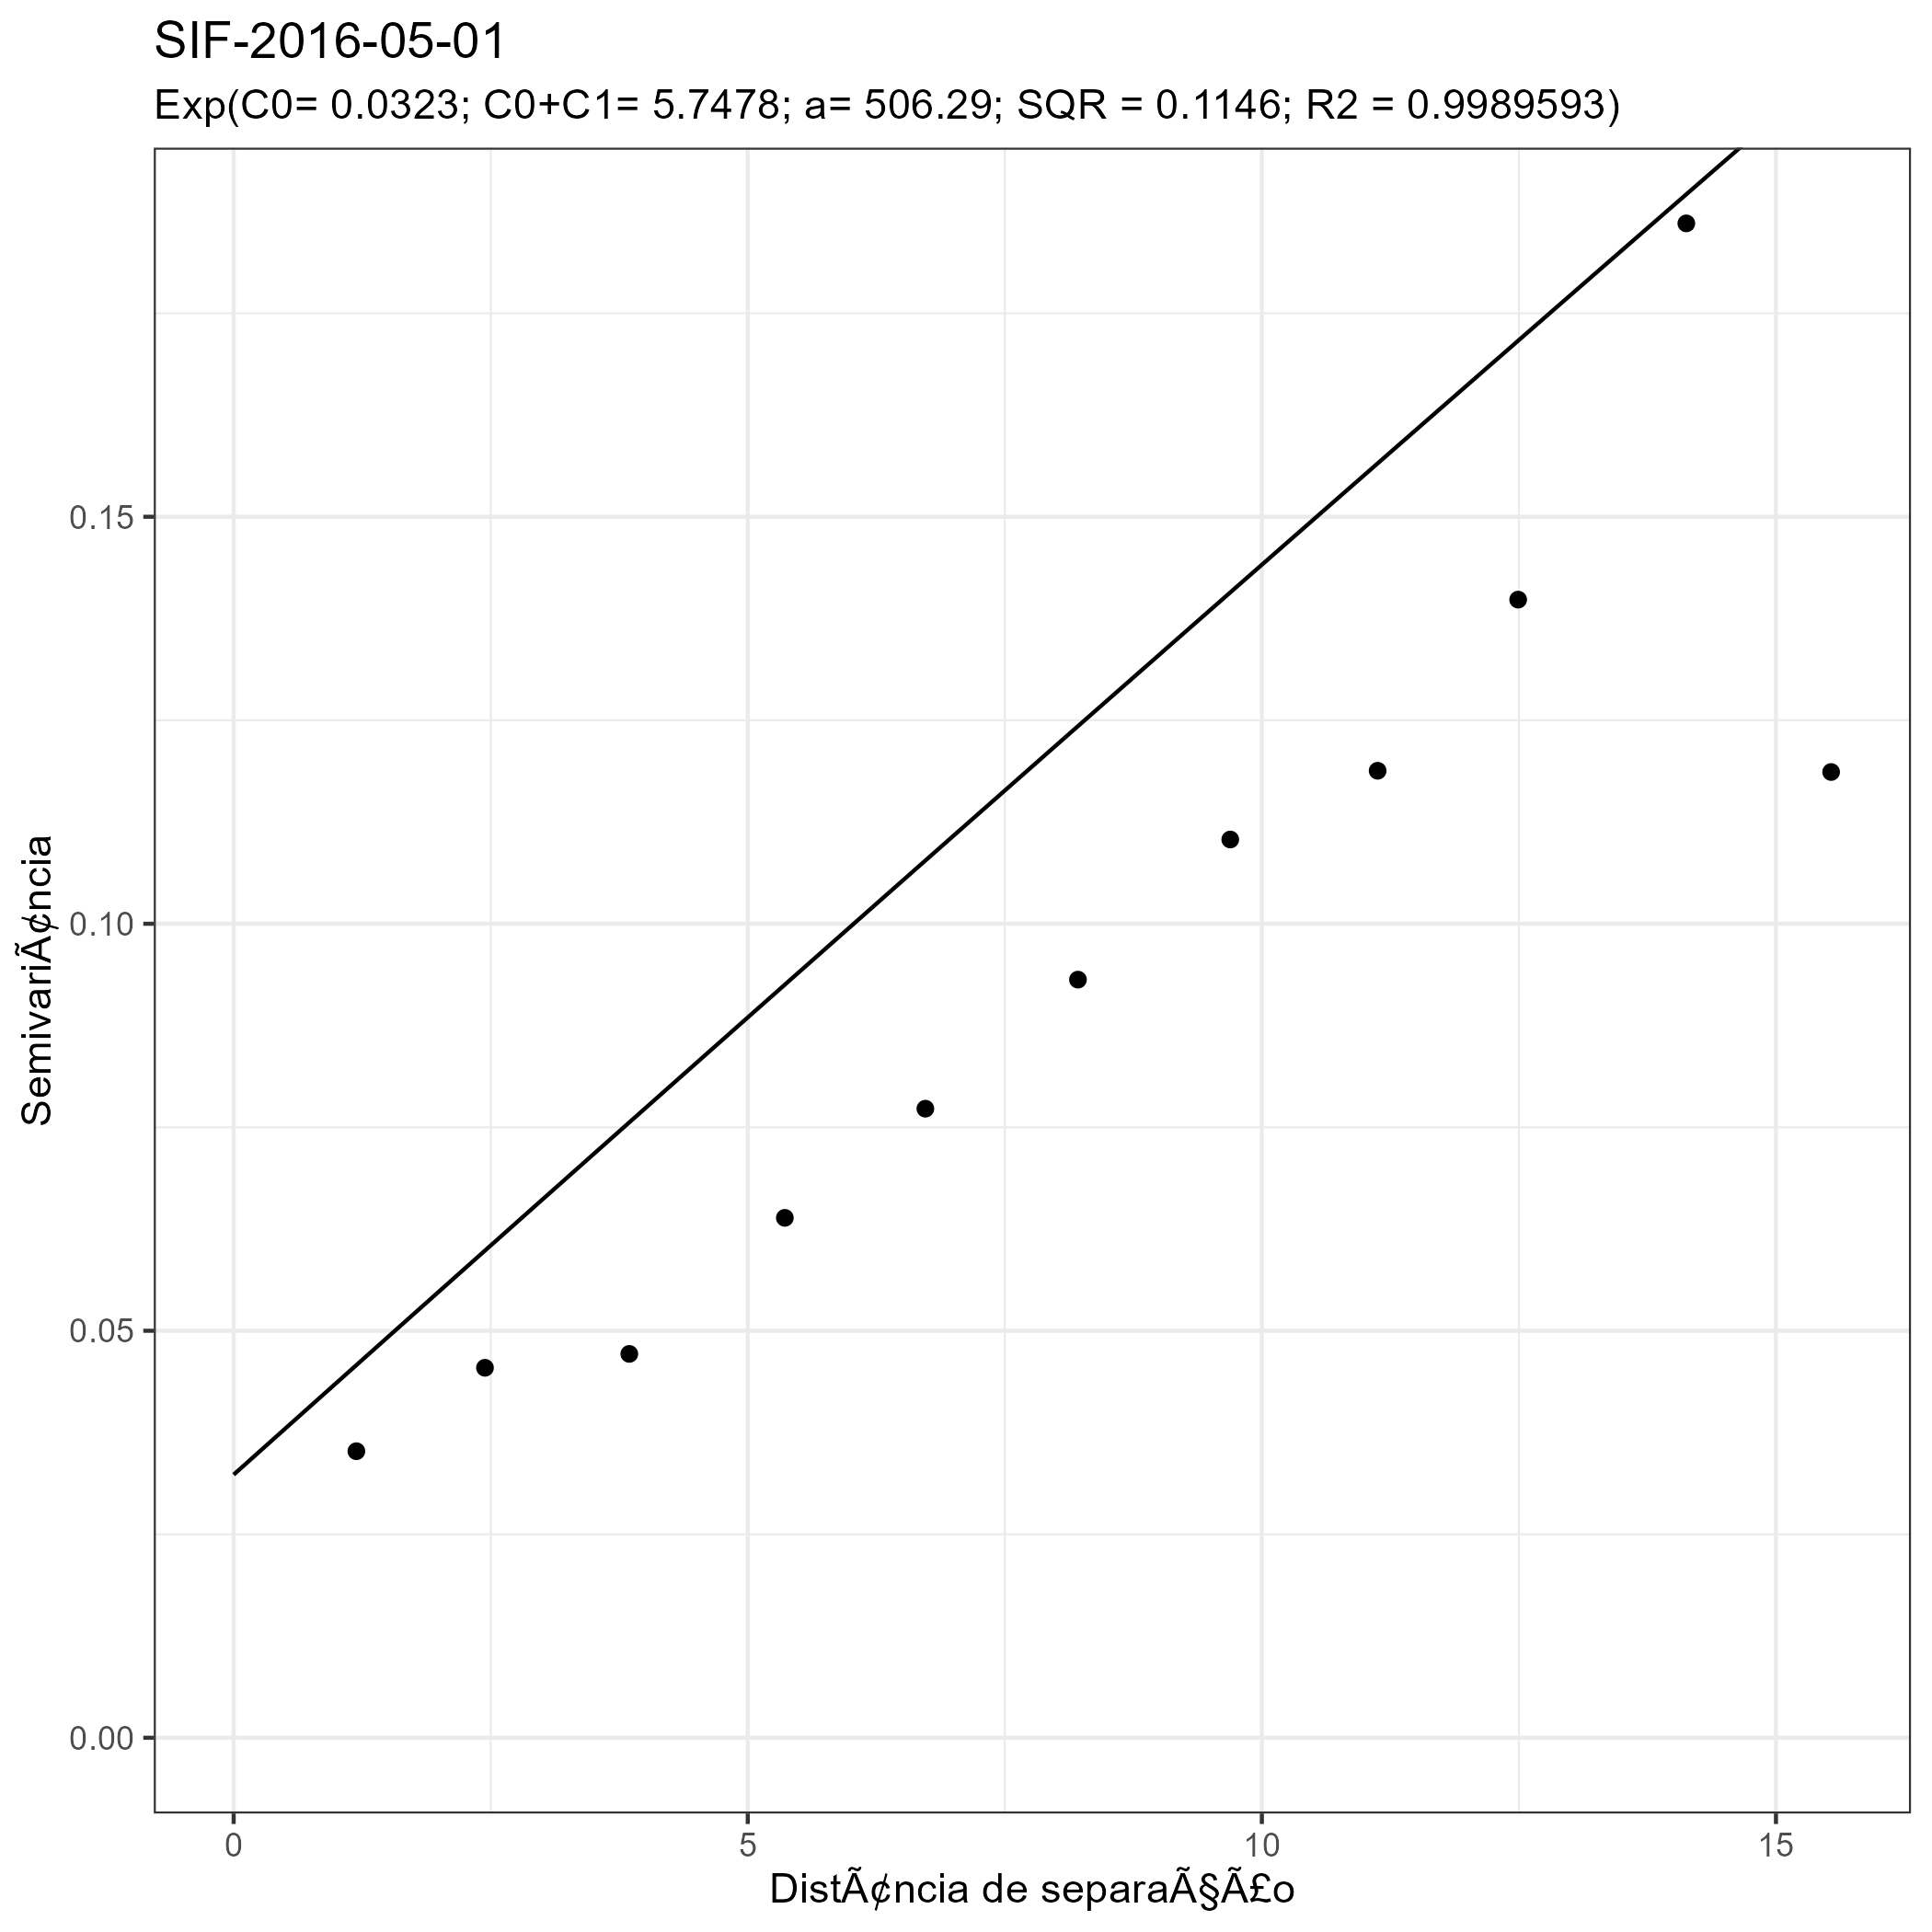 SIF-2016-05-01
Exp(C0= 0.0323; C0+C1= 5.7478; a= 506.29; SQR = 0.1146; R2 = 0.9989593)
SemivariÃ¢ncia
0.15
0.10
0.05
0.00
0
5
10
15
DistÃ¢ncia de separaÃ§Ã£o